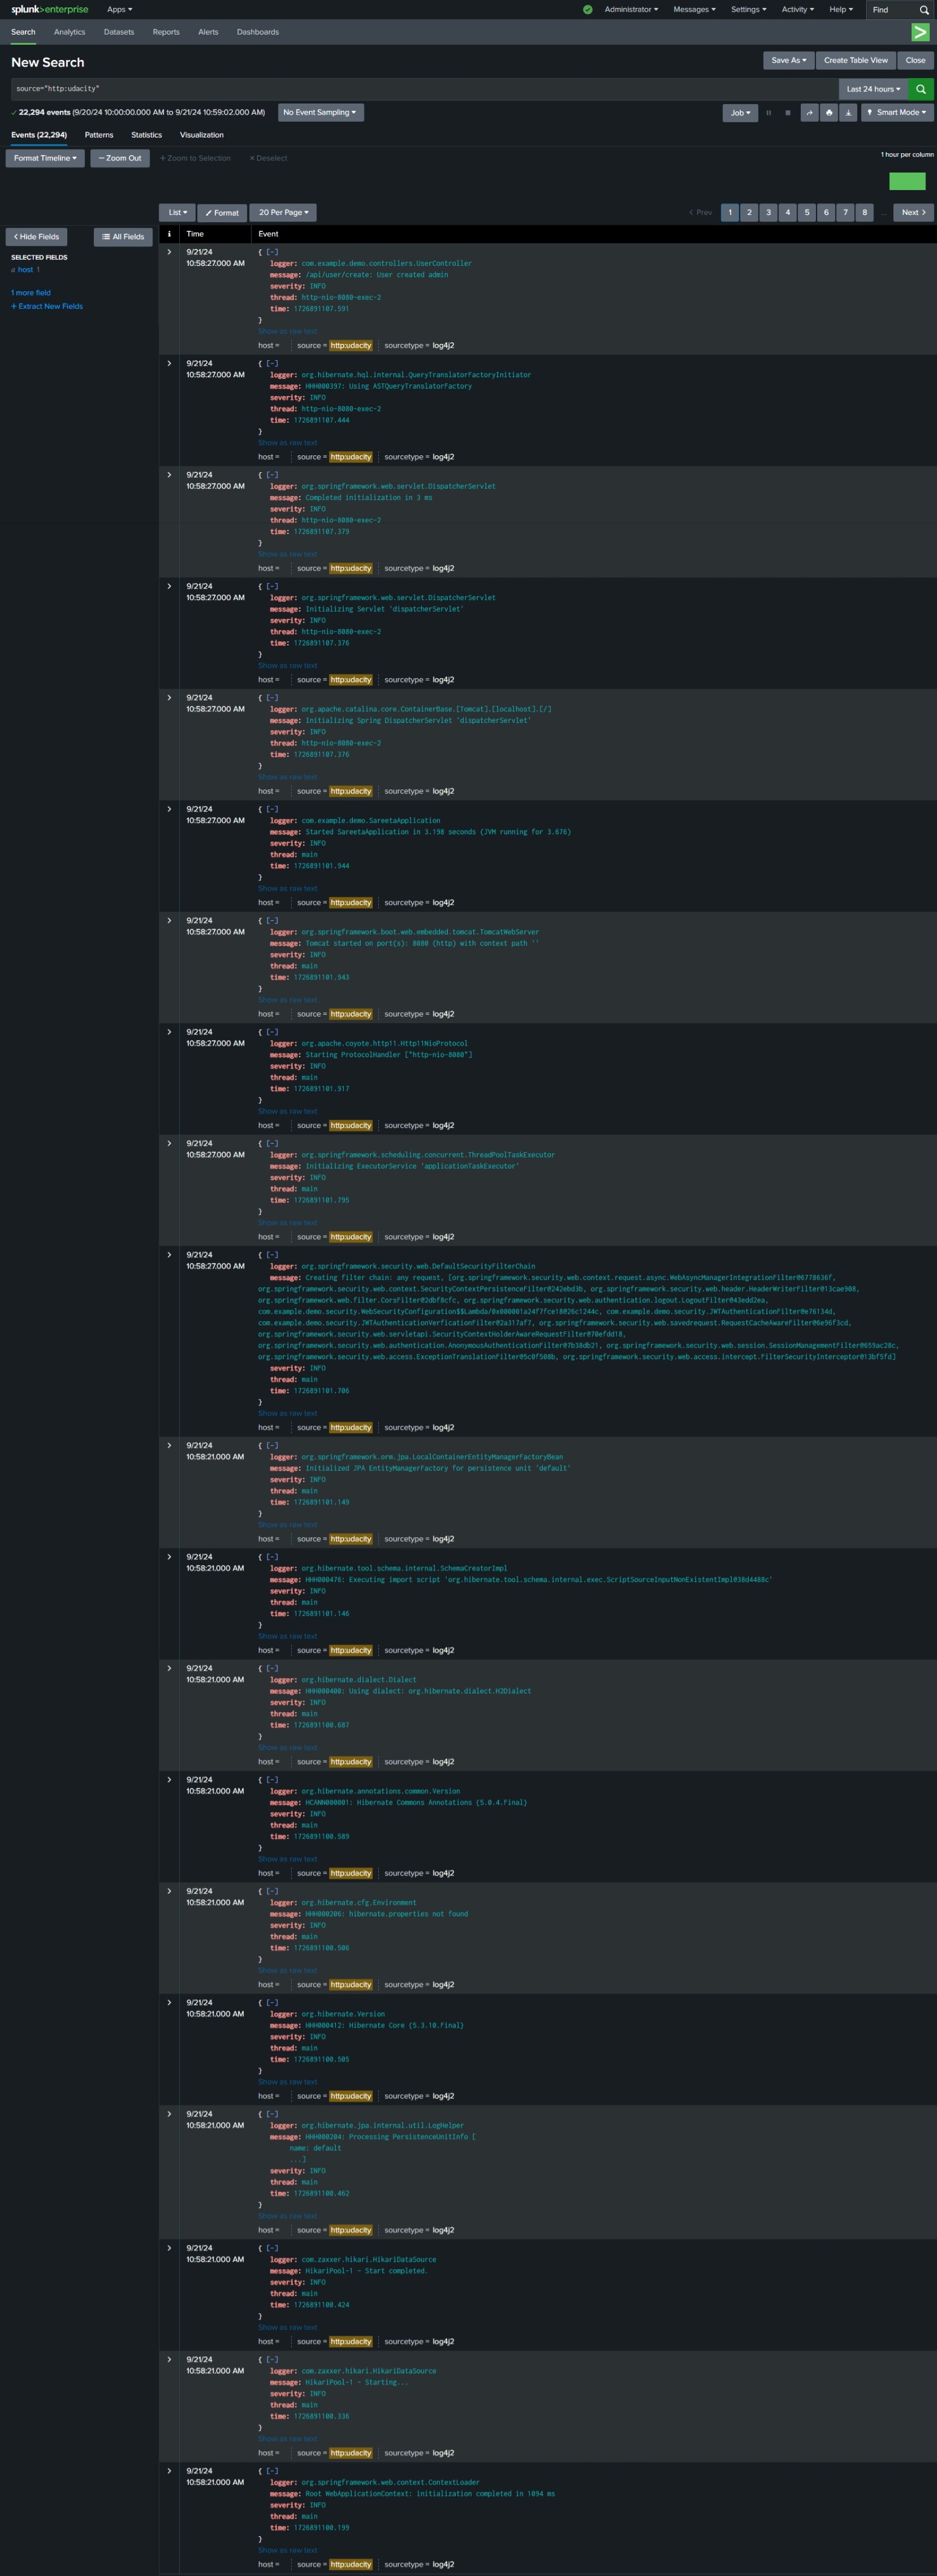 splunk>enterprise Apps Administrator Messages Settings Activity Help Find
Search Analytics Datasets Reports Alerts Dashboards
New Search Save As Create Table View Close
source="http:udacity" Last 24 hours
22,294 events (9/20/24 10:00:00.000 AM to 9/21/24 10:59:02.000 AM) No Event Sampling Job Smart Mode
Events (22,294) Patterns Statistics Visualization
Format Timeline — Zoom Out + Zoom to Selection × Deselect 1 hour per column
List Format 20 Per Page < Prev 1 2 3 4 5 6 7 8 ... Next >
< Hide Fields All Fields i Time Event
SELECTED FIELDS
a host 1
1 more field
+ Extract New Fields
9/21/24 { [-]
10:58:27.000 AM logger: com.example.demo.controllers.UserController
message: /api/user/create: User created admin
severity: INFO
thread: http-nio-8080-exec-2
time: 1726891107.591
}
Show as raw text
host = source = http:udacity sourcetype = log4j2
9/21/24 { [-]
10:58:27.000 AM logger: org.hibernate.hql.internal.QueryTranslatorFactoryInitiator
message: HHH000397: Using ASTQueryTranslatorFactory
severity: INFO
thread: http-nio-8080-exec-2
time: 1726891107.444
}
Show as raw text
host = source = http:udacity sourcetype = log4j2
9/21/24 { [-]
10:58:27.000 AM logger: org.springframework.web.servlet.DispatcherServlet
message: Completed initialization in 3 ms
severity: INFO
thread: http-nio-8080-exec-2
time: 1726891107.379
}
Show as raw text
host = source = http:udacity sourcetype = log4j2
9/21/24 { [-]
10:58:27.000 AM logger: org.springframework.web.servlet.DispatcherServlet
message: Initializing Servlet 'dispatcherServlet'
severity: INFO
thread: http-nio-8080-exec-2
time: 1726891107.376
}
Show as raw text
host = source = http:udacity sourcetype = log4j2
9/21/24 { [-]
10:58:27.000 AM logger: org.apache.catalina.core.ContainerBase.[Tomcat].[localhost].[/]
message: Initializing Spring DispatcherServlet 'dispatcherServlet'
severity: INFO
thread: http-nio-8080-exec-2
time: 1726891107.376
}
Show as raw text
host = source = http:udacity sourcetype = log4j2
9/21/24 { [-]
10:58:27.000 AM logger: com.example.demo.SareetaApplication
message: Started SareetaApplication in 3.198 seconds (JVM running for 3.676)
severity: INFO
thread: main
time: 1726891101.944
}
Show as raw text
host = source = http:udacity sourcetype = log4j2
9/21/24 { [-]
10:58:27.000 AM logger: org.springframework.boot.web.embedded.tomcat.TomcatWebServer
message: Tomcat started on port(s): 8080 (http) with context path ''
severity: INFO
thread: main
time: 1726891101.943
}
Show as raw text
host = source = http:udacity sourcetype = log4j2
9/21/24 { [-]
10:58:27.000 AM logger: org.apache.coyote.http11.Http11NioProtocol
message: Starting ProtocolHandler ["http-nio-8080"]
severity: INFO
thread: main
time: 1726891101.917
}
Show as raw text
host = source = http:udacity sourcetype = log4j2
9/21/24 { [-]
10:58:27.000 AM logger: org.springframework.scheduling.concurrent.ThreadPoolTaskExecutor
message: Initializing ExecutorService 'applicationTaskExecutor'
severity: INFO
thread: main
time: 1726891101.795
}
Show as raw text
host = source = http:udacity sourcetype = log4j2
9/21/24 { [-]
10:58:27.000 AM logger: org.springframework.security.web.DefaultSecurityFilterChain
message: Creating filter chain: any request, [org.springframework.security.web.context.request.async.WebAsyncManagerIntegrationFilter@6778636f,
org.springframework.security.web.context.SecurityContextPersistenceFilter@242ebd3b, org.springframework.security.web.header.HeaderWriterFilter@13cae908,
org.springframework.web.filter.CorsFilter@2dbf8cfc, org.springframework.security.web.authentication.logout.LogoutFilter@43edd2ea,
com.example.demo.security.JWTAuthenticationFilter@e76134d,
com.example.demo.security.JWTAuthenticationVerficationFilter@2a317af7, org.springframework.security.web.savedrequest.RequestCacheAwareFilter@6e96f3cd,
org.springframework.security.web.servletapi.SecurityContextHolderAwareRequestFilter@70efdd18,
org.springframework.security.web.authentication.AnonymousAuthenticationFilter@7b38db21, org.springframework.security.web.session.SessionManagementFilter@659ac28c,
org.springframework.security.web.access.ExceptionTranslationFilter@5c0f508b, org.springframework.security.web.access.intercept.FilterSecurityInterceptor@13bf5fd]
severity: INFO
thread: main
time: 1726891101.706
}
Show as raw text
host = source = http:udacity sourcetype = log4j2
9/21/24 { [-]
10:58:21.000 AM logger: org.springframework.orm.jpa.LocalContainerEntityManagerFactoryBean
message: Initialized JPA EntityManagerFactory for persistence unit 'default'
severity: INFO
thread: main
time: 1726891101.149
}
Show as raw text
host = source = http:udacity sourcetype = log4j2
9/21/24 { [-]
10:58:21.000 AM logger: org.hibernate.tool.schema.internal.SchemaCreatorImpl
message: HHH000476: Executing import script 'org.hibernate.tool.schema.internal.exec.ScriptSourceInputNonExistentImpl@38d4488c'
severity: INFO
thread: main
time: 1726891101.146
}
Show as raw text
host = source = http:udacity sourcetype = log4j2
9/21/24 { [-]
10:58:21.000 AM logger: org.hibernate.dialect.Dialect
message: HHH000400: Using dialect: org.hibernate.dialect.H2Dialect
severity: INFO
thread: main
time: 1726891100.687
}
Show as raw text
host = source = http:udacity sourcetype = log4j2
9/21/24 { [-]
10:58:21.000 AM logger: org.hibernate.annotations.common.Version
message: HCANN000001: Hibernate Commons Annotations {5.0.4.Final}
severity: INFO
thread: main
time: 1726891100.589
}
Show as raw text
host = source = http:udacity sourcetype = log4j2
9/21/24 { [-]
10:58:21.000 AM logger: org.hibernate.cfg.Environment
message: HHH000206: hibernate.properties not found
severity: INFO
thread: main
time: 1726891100.506
}
Show as raw text
host = source = http:udacity sourcetype = log4j2
9/21/24 { [-]
10:58:21.000 AM logger: org.hibernate.Version
message: HHH000412: Hibernate Core {5.3.10.Final}
severity: INFO
thread: main
time: 1726891100.505
}
Show as raw text
host = source = http:udacity sourcetype = log4j2
9/21/24 { [-]
10:58:21.000 AM logger: org.hibernate.jpa.internal.util.LogHelper
message: HHH000204: Processing PersistenceUnitInfo [
name: default
...]
severity: INFO
thread: main
time: 1726891100.462
}
Show as raw text
host = source = http:udacity sourcetype = log4j2
9/21/24 { [-]
10:58:21.000 AM logger: com.zaxxer.hikari.HikariDataSource
message: HikariPool-1 - Start completed.
severity: INFO
thread: main
time: 1726891100.424
}
Show as raw text
host = source = http:udacity sourcetype = log4j2
9/21/24 { [-]
10:58:21.000 AM logger: com.zaxxer.hikari.HikariDataSource
message: HikariPool-1 - Starting...
severity: INFO
thread: main
time: 1726891100.336
}
Show as raw text
host = source = http:udacity sourcetype = log4j2
9/21/24 { [-]
10:58:21.000 AM logger: org.springframework.web.context.ContextLoader
message: Root WebApplicationContext: initialization completed in 1094 ms
severity: INFO
thread: main
time: 1726891100.199
}
Show as raw text
host = source = http:udacity sourcetype = log4j2